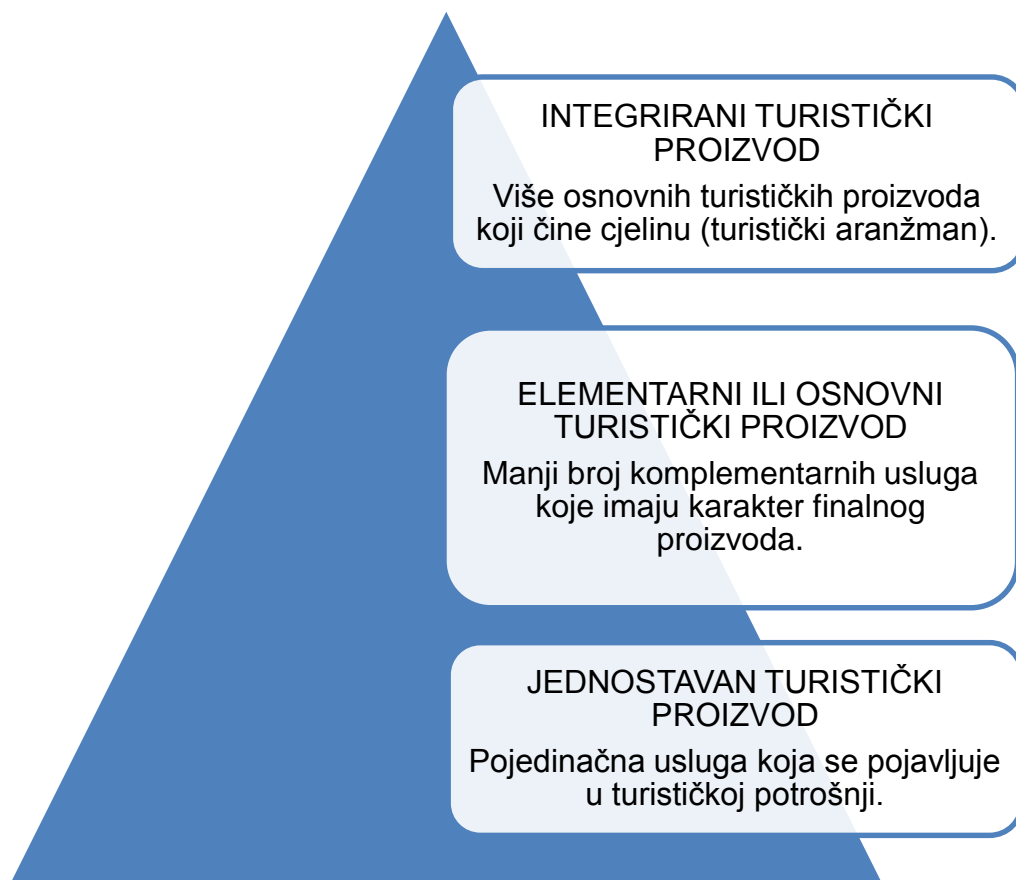 INTEGRIRANI TURISTIČKI
PROIZVOD
Više osnovnih turističkih proizvoda
koji čine cjelinu (turistički aranžman).
ELEMENTARNI ILI OSNOVNI
TURISTIČKI PROIZVOD
Manji broj komplementarnih usluga
koje imaju karakter finalnog
proizvoda.
JEDNOSTAVAN TURISTIČKI
PROIZVOD
Pojedinačna usluga koja se pojavljuje
u turističkoj potrošnji.